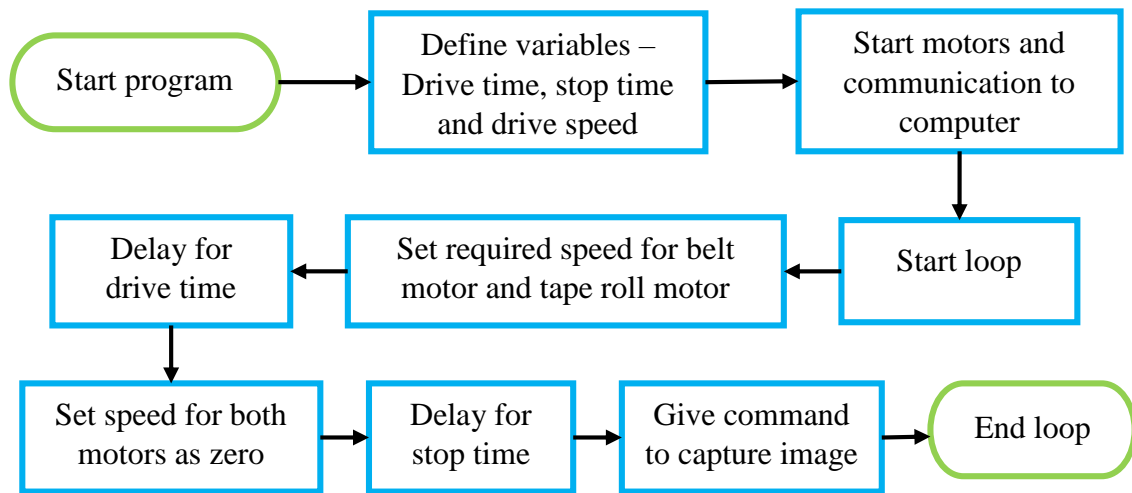 Start program
Define variables –
Drive time, stop time
and drive speed
Start motors and
communication to
computer
Start loop
Set required speed for belt
motor and tape roll motor
Delay for
drive time
Set speed for both
motors as zero
Delay for
stop time
Give command
to capture image
End loop